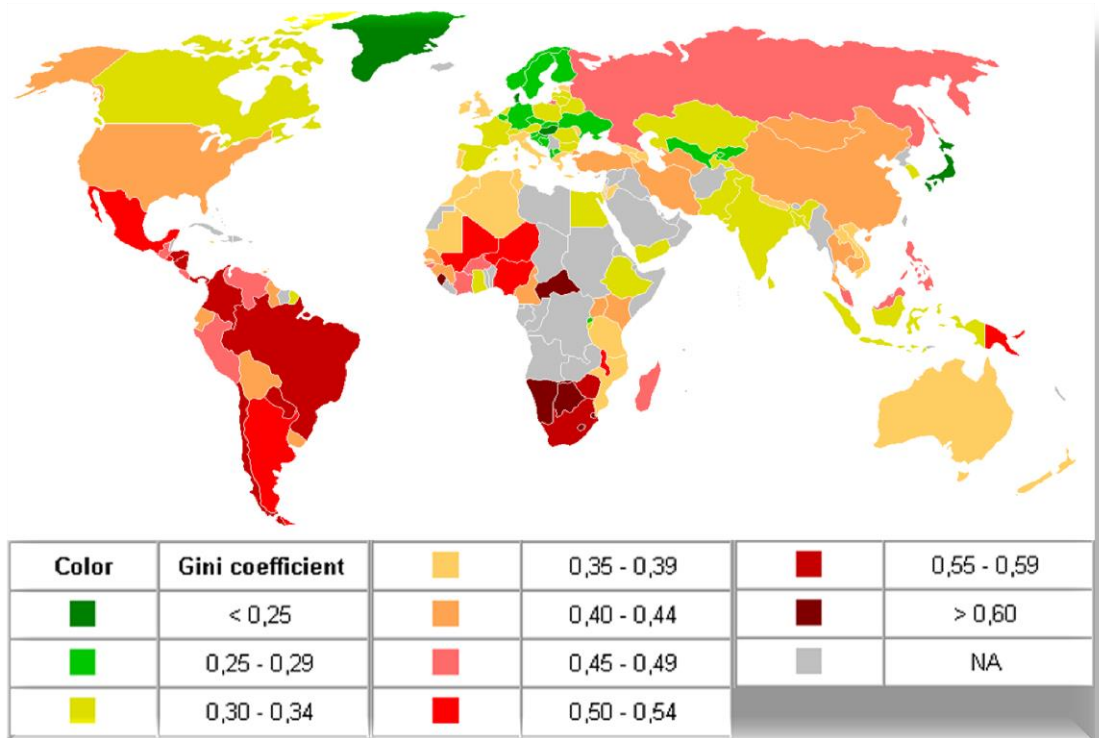 Color Gini coefficient
< 0,25
0,25 - 0,29
0,30 - 0,34
0,35 - 0,39
0,40 - 0,44
0,45 - 0,49
0,50 - 0,54
0,55 - 0,59
> 0,60
NA